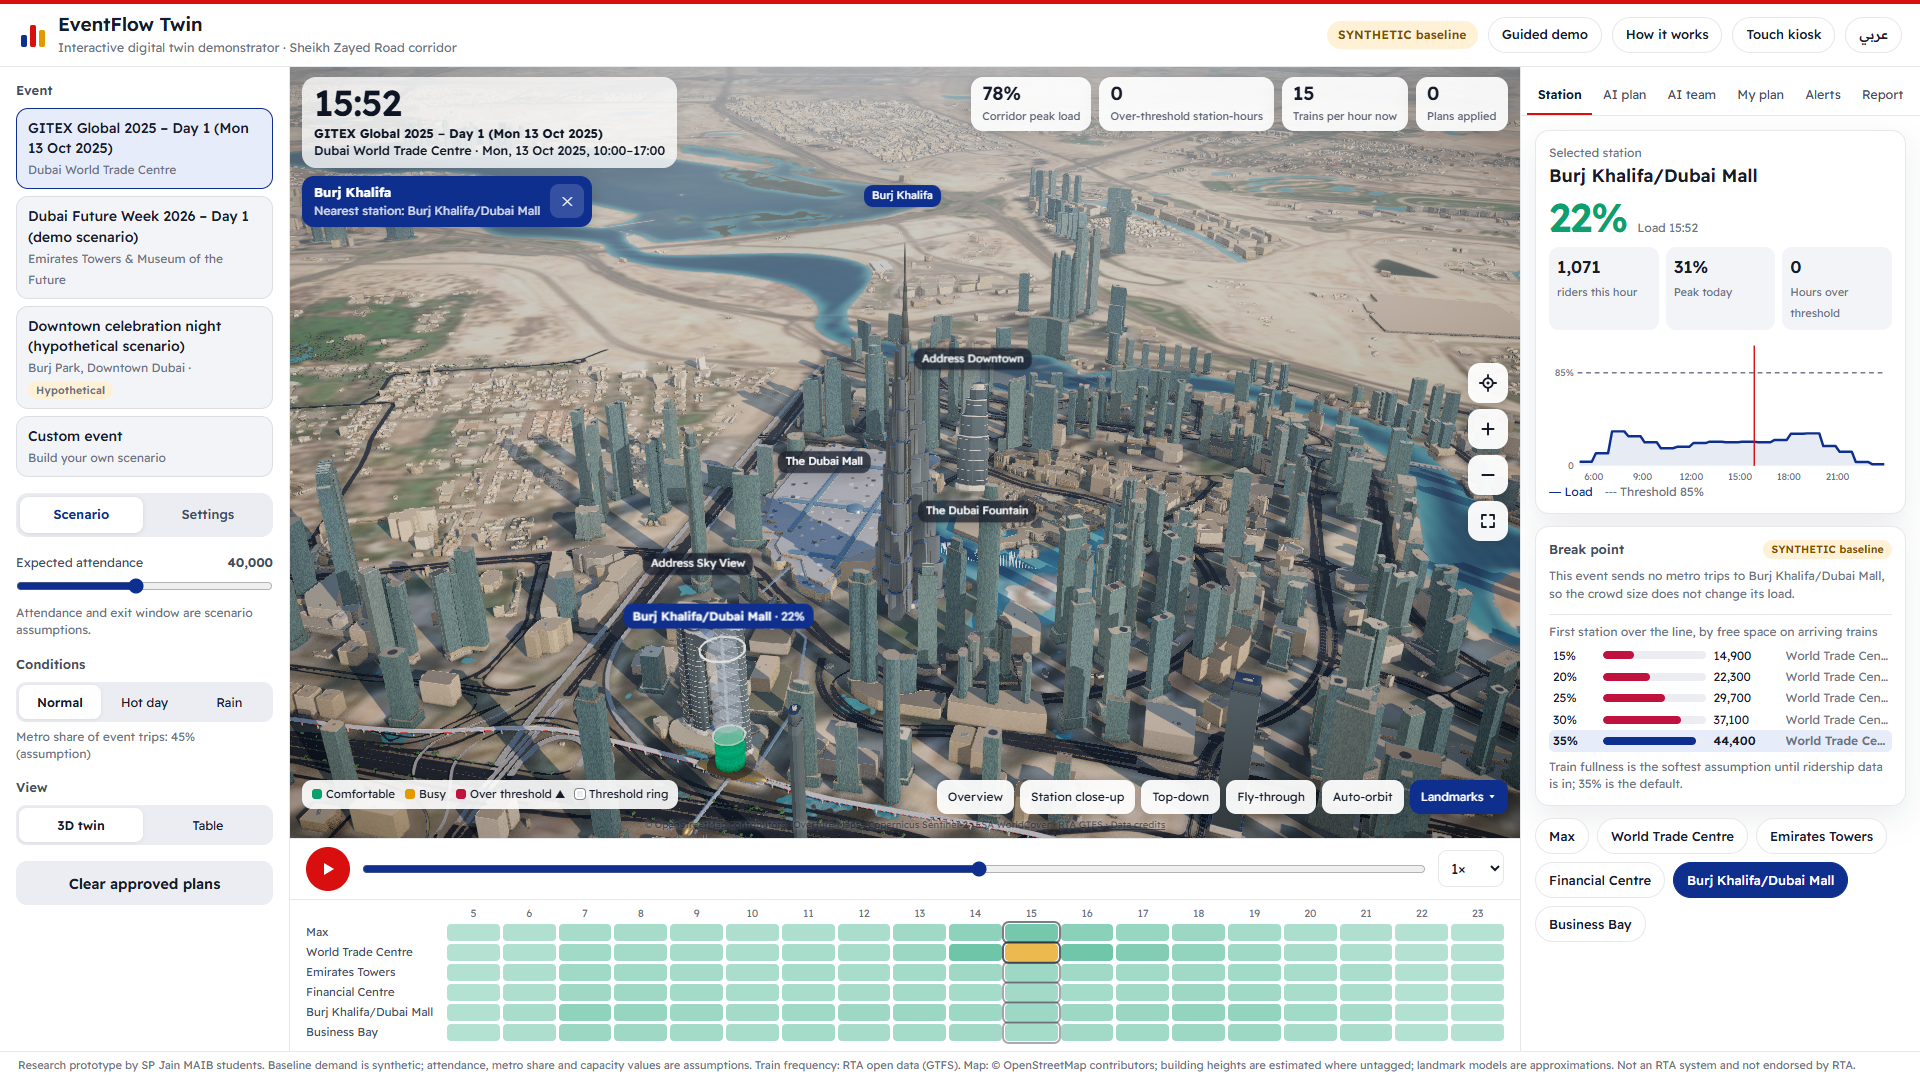 EventFlow Twin
Interactive digital twin demonstrator · Sheikh Zayed Road corridor
SYNTHETIC baseline
Guided demo
How it works
Touch kiosk
عربي
Event
GITEX Global 2025 – Day 1 (Mon
13 Oct 2025)
Dubai World Trade Centre
Dubai Future Week 2026 – Day 1
(demo scenario)
Emirates Towers & Museum of the
Future
Downtown celebration night
(hypothetical scenario)
Burj Park, Downtown Dubai ·
Hypothetical
Custom event
Build your own scenario
Scenario
Settings
Expected attendance 40,000
Attendance and exit window are scenario
assumptions.
Conditions
Normal
Hot day
Rain
Metro share of event trips: 45%
(assumption)
View
3D twin
Table
Clear approved plans
15:52
GITEX Global 2025 – Day 1 (Mon 13 Oct 2025)
Dubai World Trade Centre · Mon, 13 Oct 2025, 10:00–17:00
Burj Khalifa
Nearest station: Burj Khalifa/Dubai Mall
78%
Corridor peak load
0
Over-threshold station-hours
15
Trains per hour now
0
Plans applied
Burj Khalifa
Address Downtown
The Dubai Mall
The Dubai Fountain
Address Sky View
Burj Khalifa/Dubai Mall · 22%
Comfortable
Busy
Over threshold ▲
Threshold ring
Overview
Station close-up
Top-down
Fly-through
Auto-orbit
Landmarks
1×
5 6 7 8 9 10 11 12 13 14 15 16 17 18 19 20 21 22 23
Max
World Trade Centre
Emirates Towers
Financial Centre
Burj Khalifa/Dubai Mall
Business Bay
Station
AI plan
AI team
My plan
Alerts
Report
Selected station
Burj Khalifa/Dubai Mall
22% Load 15:52
1,071
riders this hour
31%
Peak today
0
Hours over
threshold
85%
0
6:00 9:00 12:00 15:00 18:00 21:00
— Load --- Threshold 85%
Break point
SYNTHETIC baseline
This event sends no metro trips to Burj Khalifa/Dubai Mall,
so the crowd size does not change its load.
First station over the line, by free space on arriving trains
15% 14,900 World Trade Cen...
20% 22,300 World Trade Cen...
25% 29,700 World Trade Cen...
30% 37,100 World Trade Cen...
35% 44,400 World Trade Ce...
Train fullness is the softest assumption until ridership data
is in; 35% is the default.
Max
World Trade Centre
Emirates Towers
Financial Centre
Burj Khalifa/Dubai Mall
Business Bay
Research prototype by SP Jain MAIB students. Baseline demand is synthetic; attendance, metro share and capacity values are assumptions. Train frequency: RTA open data (GTFS). Map: © OpenStreetMap contributors; building heights are estimated where untagged; landmark models are approximations. Not an RTA system and not endorsed by RTA.